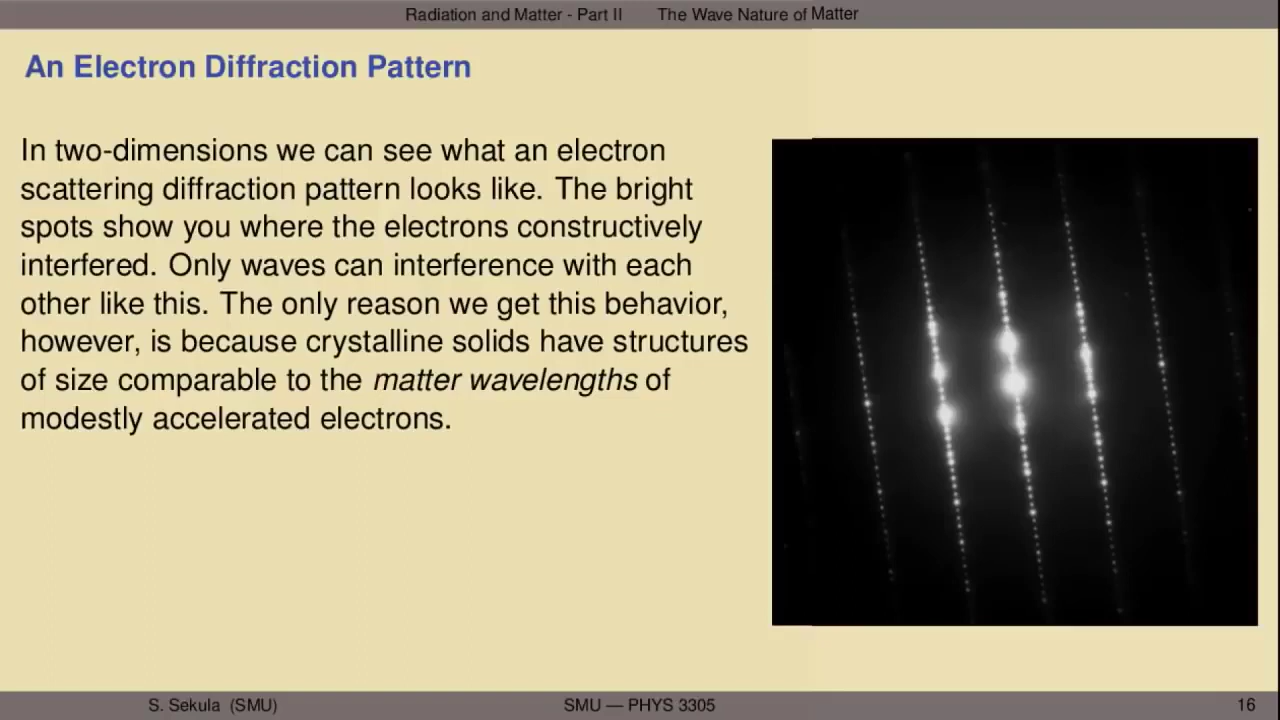 Radiation and Matter - Part II The Wave Nature of Matter
An Electron Diffraction Pattern
In two-dimensions we can see what an electron
scattering diffraction pattern looks like. The bright
spots show you where the electrons constructively
interfered. Only waves can interference with each
other like this. The only reason we get this behavior,
however, is because crystalline solids have structures
of size comparable to the matter wavelengths of
modestly accelerated electrons.
S. Sekula (SMU) SMU — PHYS 3305 16